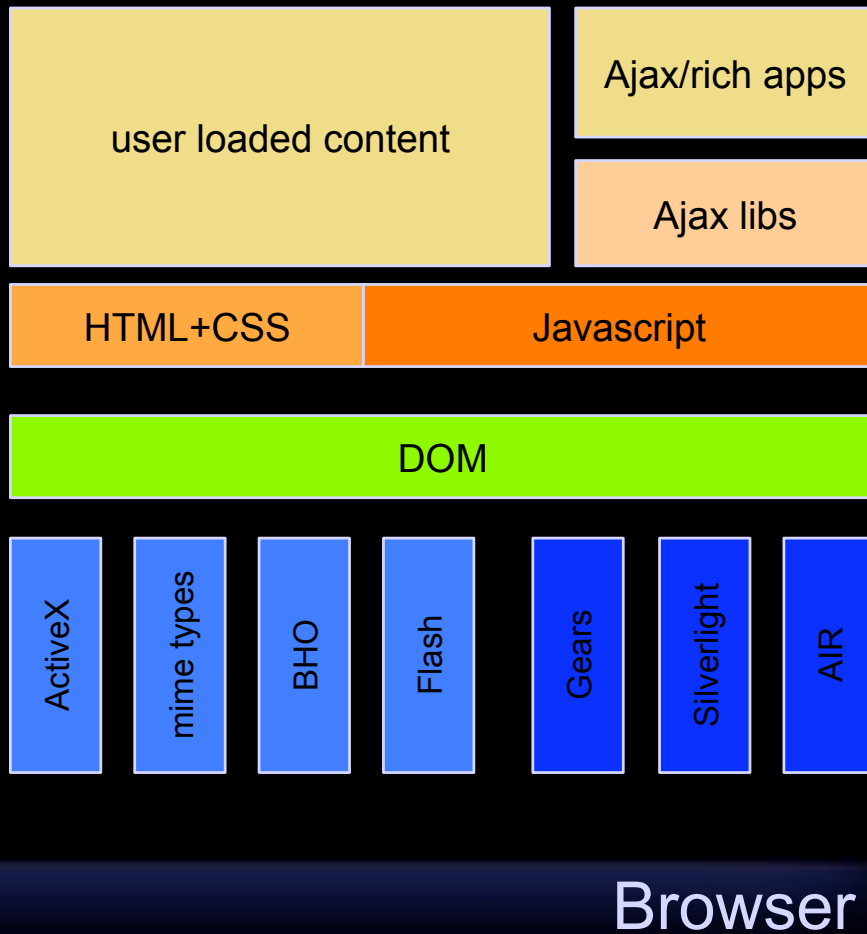 user loaded content
Ajax/rich apps
Ajax libs
HTML+CSS
Javascript
DOM
ActiveX
mime types
BHO
Flash
Gears
Silverlight
AIR
Browser